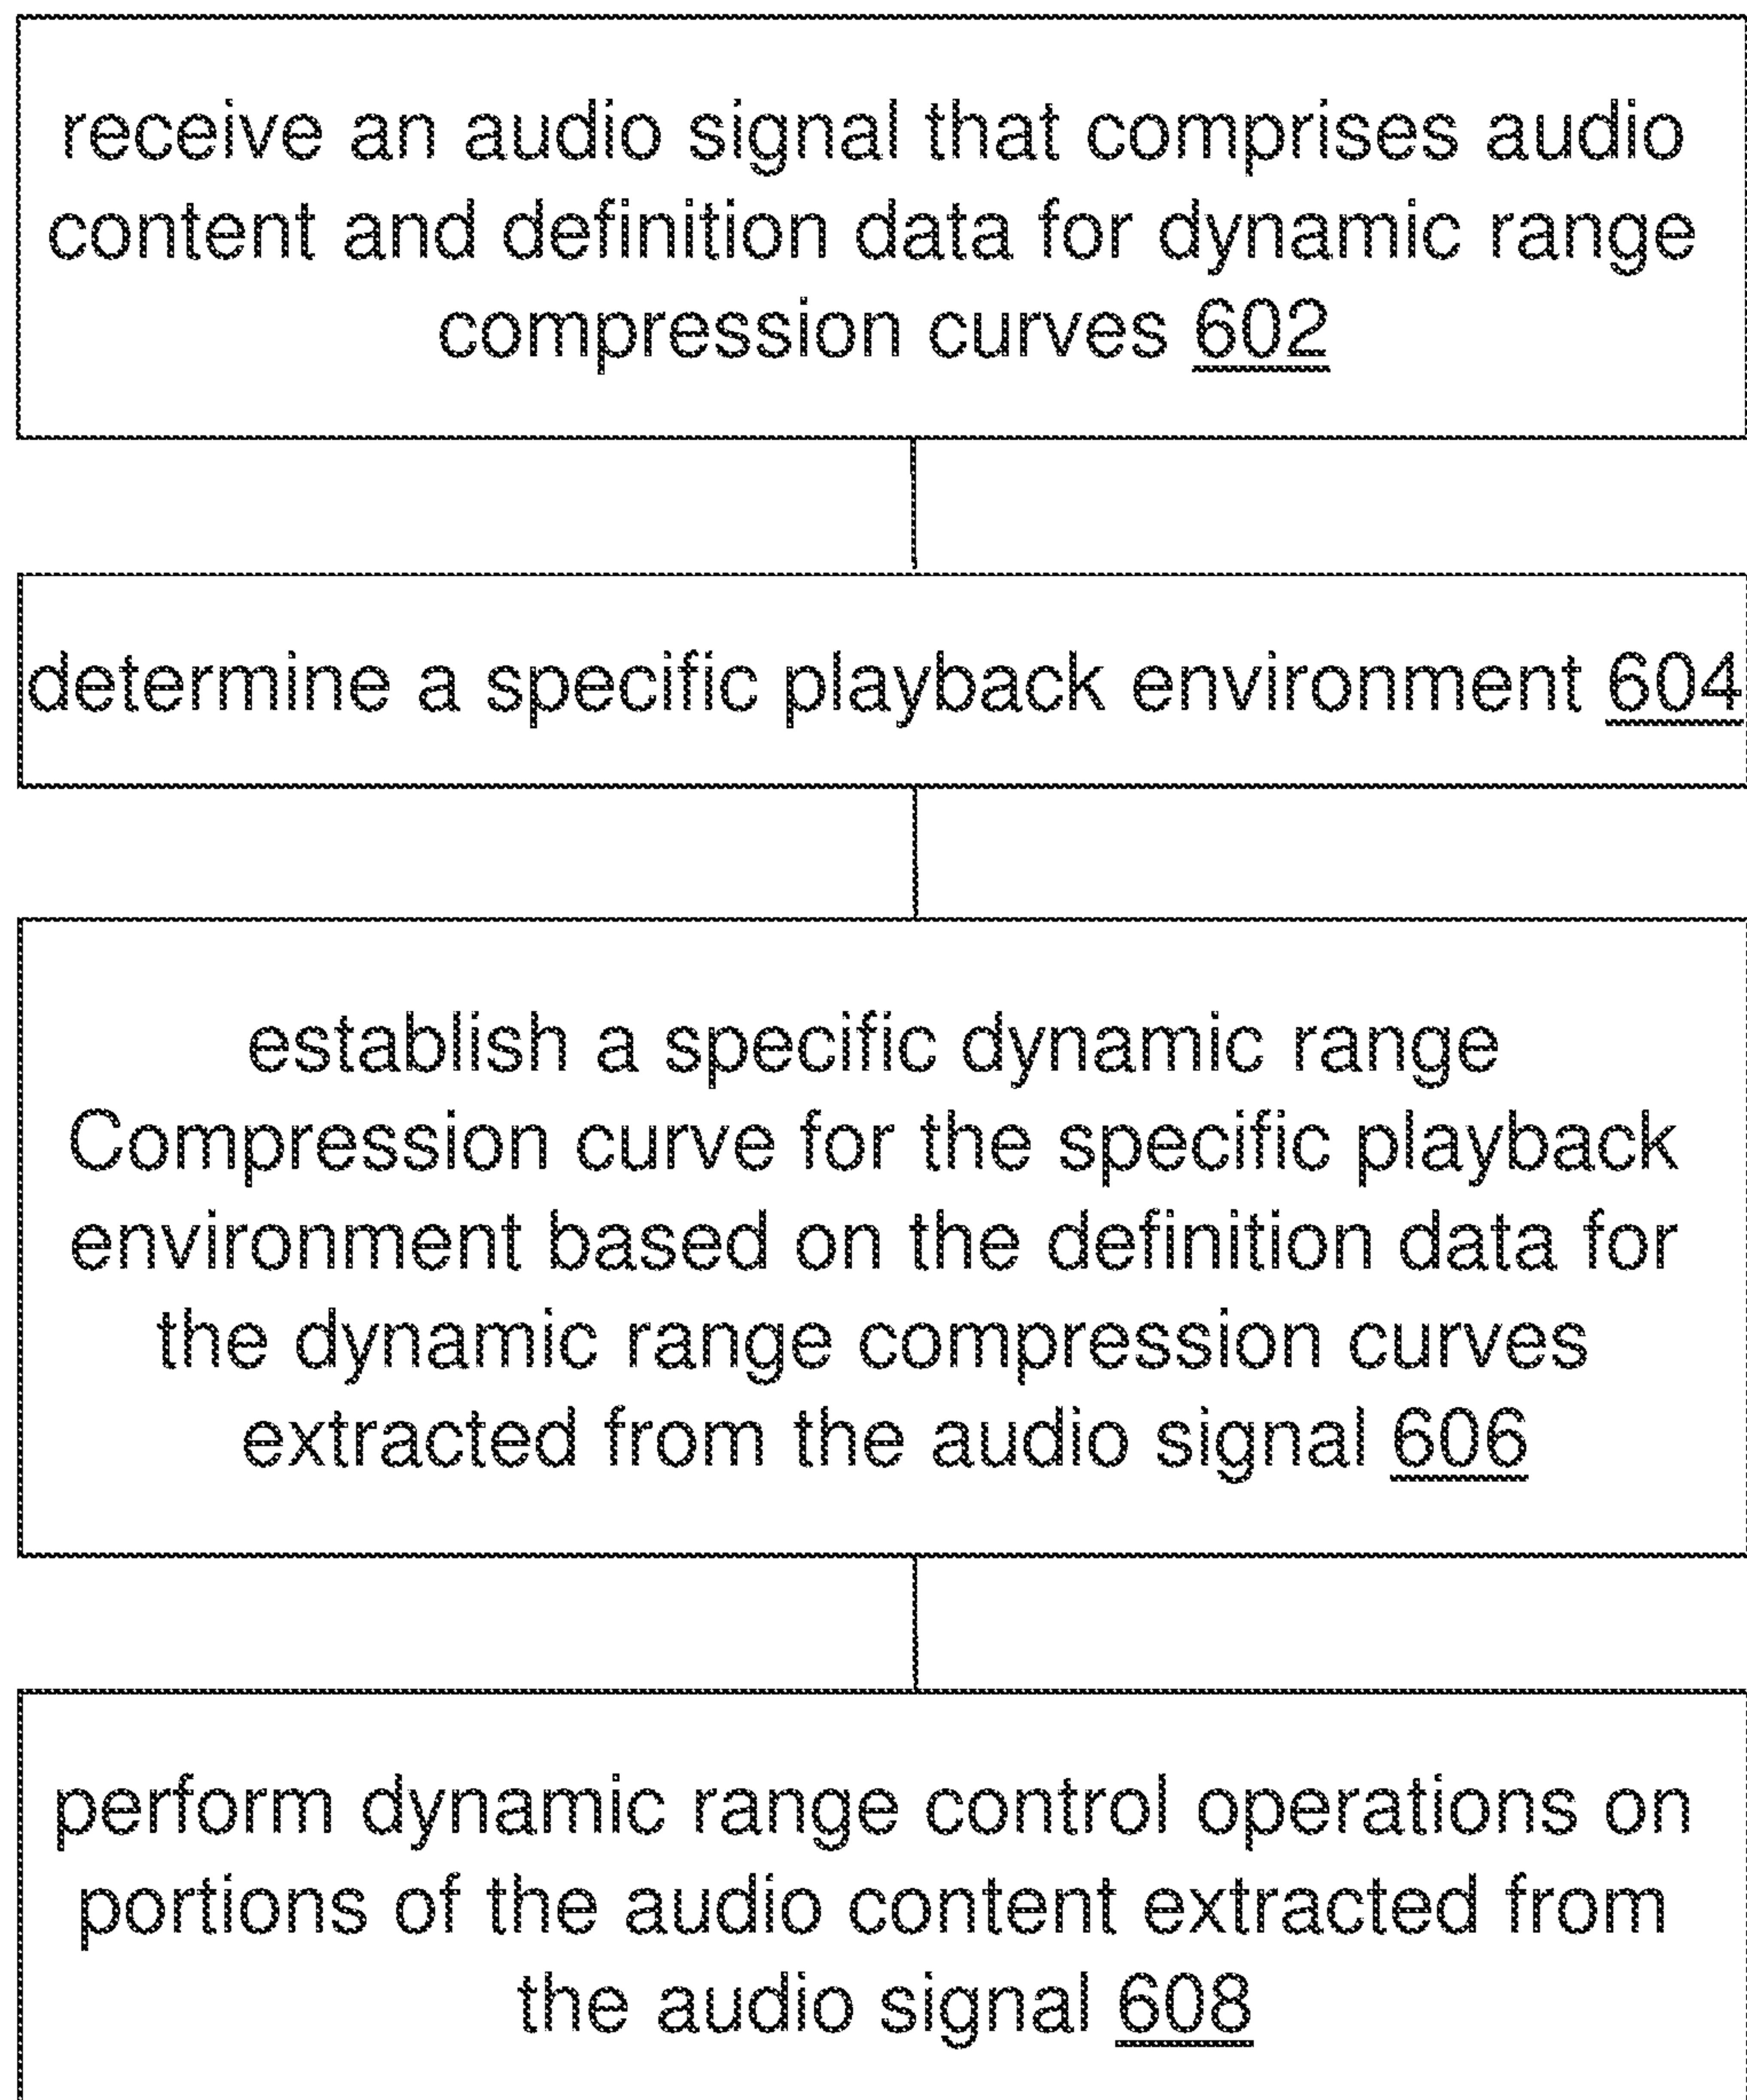 receive an audio signal that comprises audio
content and definition data for dynamic range
compression curves 602
determine a specific playback environment 604
establish a specific dynamic range
Compression curve for the specific playback
environment based on the definition data for
the dynamic range compression curves
extracted from the audio signal 606
perform dynamic range control operations on
portions of the audio content extracted from
the audio signal 608